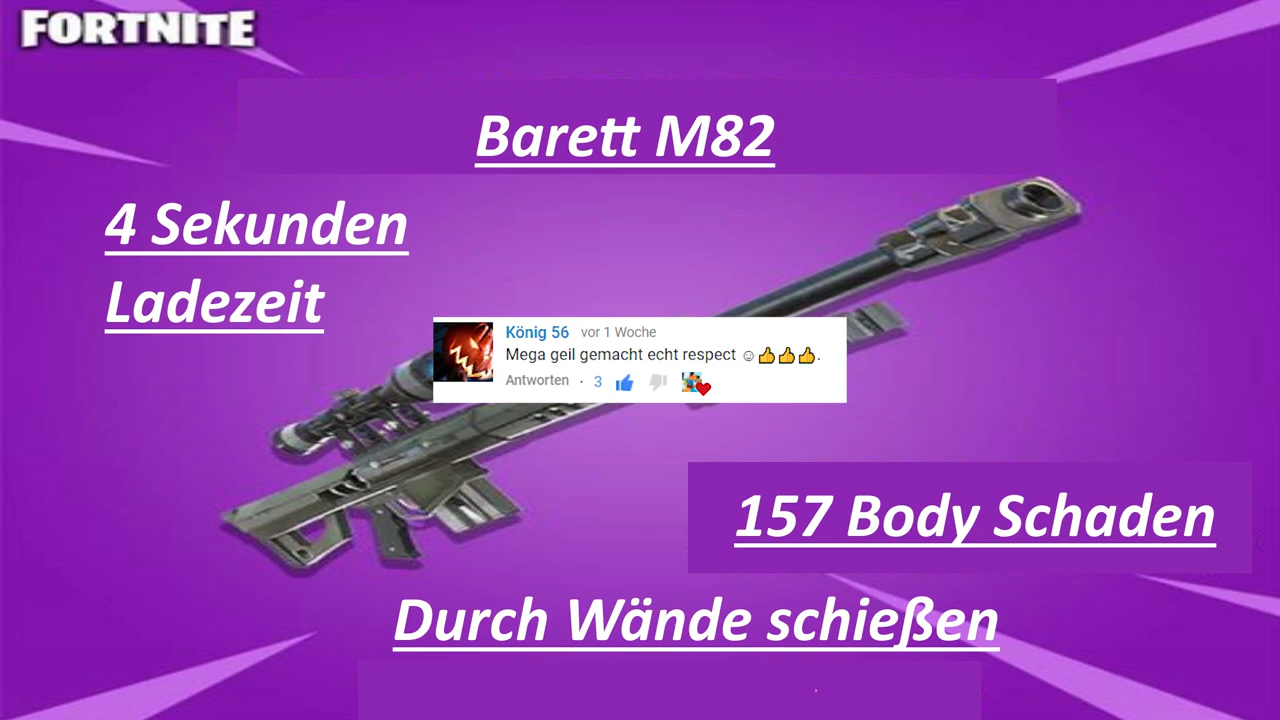 FORTNITE
Barett M82
4 Sekunden
Ladezeit
König 56 vor 1 Woche
Mega geil gemacht echt respect ☺👍👍👍.
Antworten · 3
157 Body Schaden
Durch Wände schießen